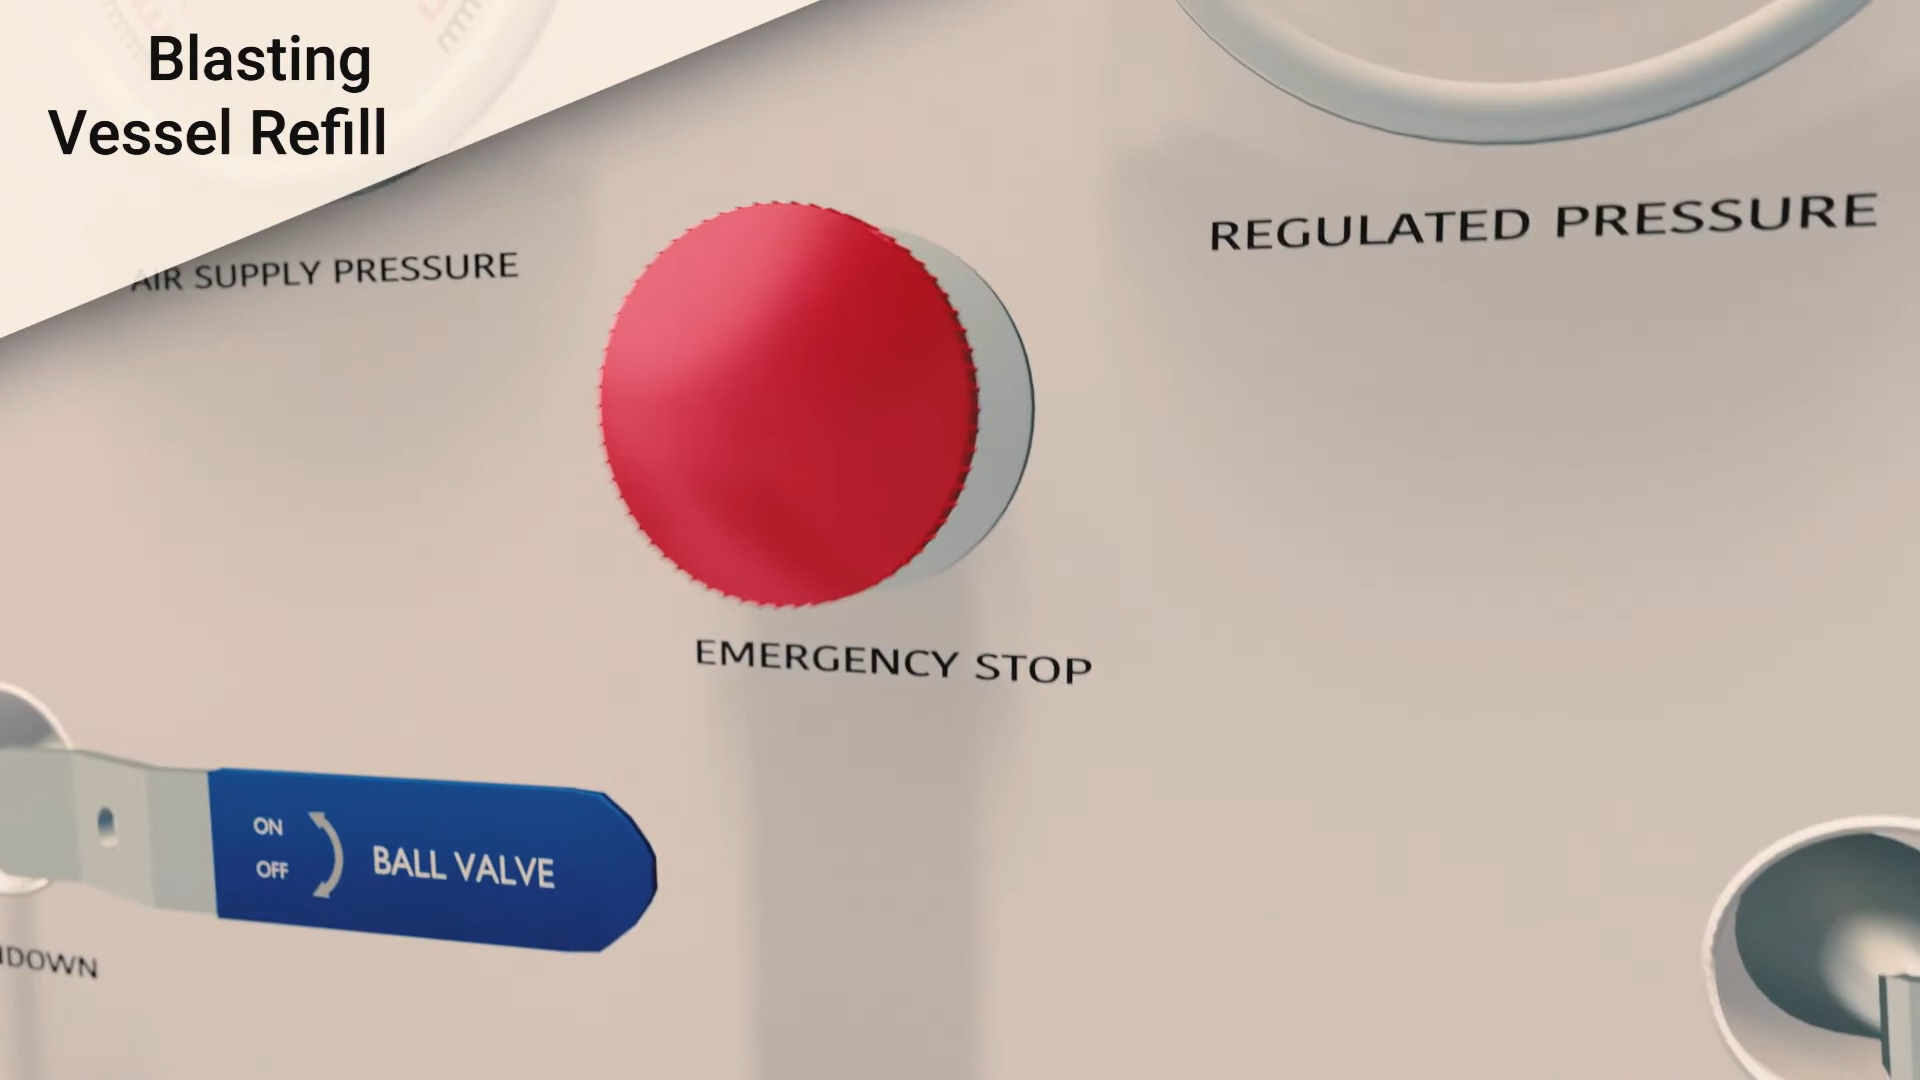 Blasting
Vessel Refill
AIR SUPPLY PRESSURE
REGULATED PRESSURE
EMERGENCY STOP
ON
OFF
BALL VALVE